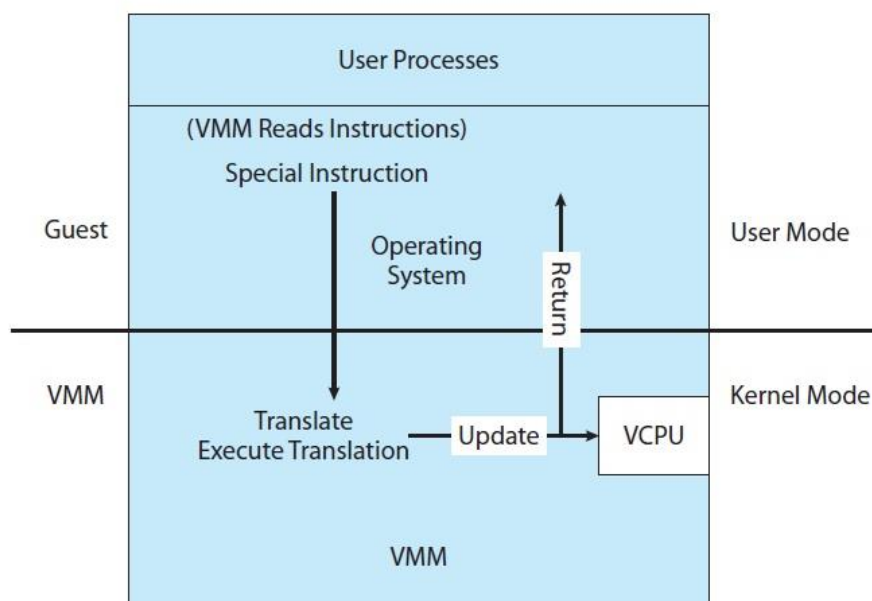 User Processes
(VMM Reads Instructions)
Special Instruction
Guest
Operating
System
Return
User Mode
VMM
Kernel Mode
Translate
Execute Translation
Update
VCPU
VMM